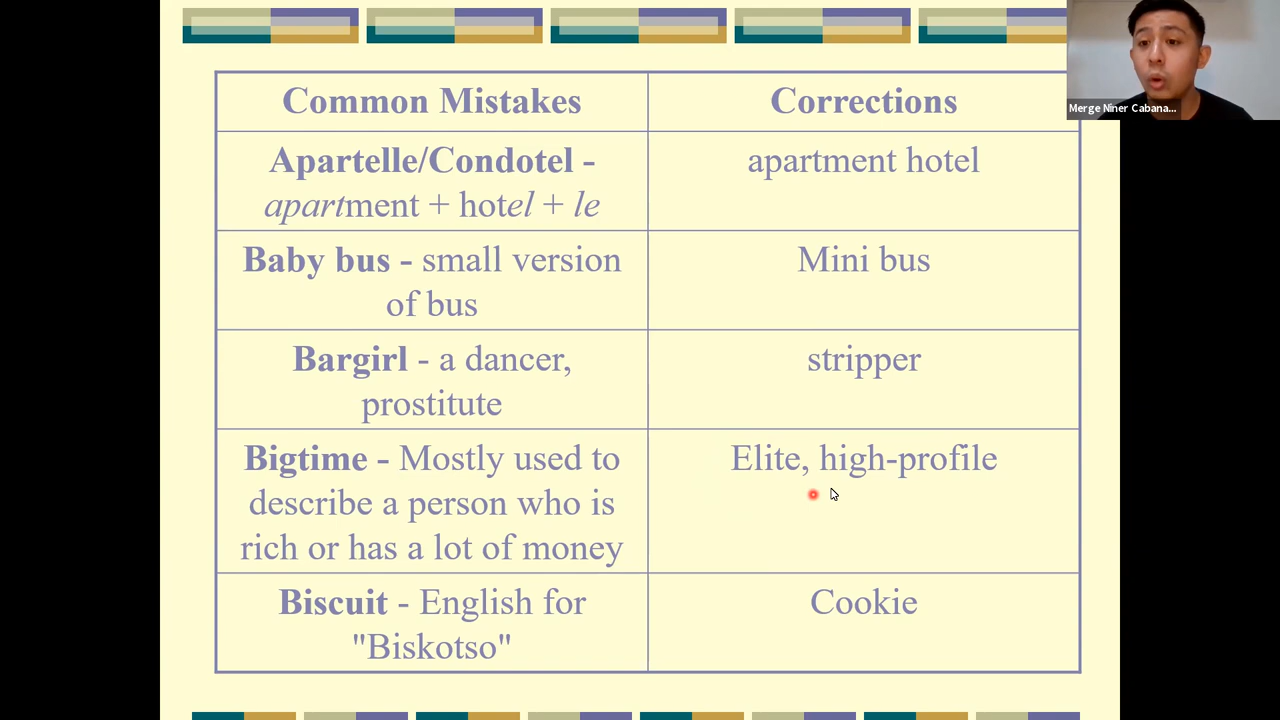 Common Mistakes
Corrections
Apartelle/Condotel -
apartment + hotel + le
apartment hotel
Baby bus - small version
of bus
Mini bus
Bargirl - a dancer,
prostitute
stripper
Bigtime - Mostly used to
describe a person who is
rich or has a lot of money
Elite, high-profile
Biscuit - English for
"Biskotso"
Cookie
Merge Niner Cabana...